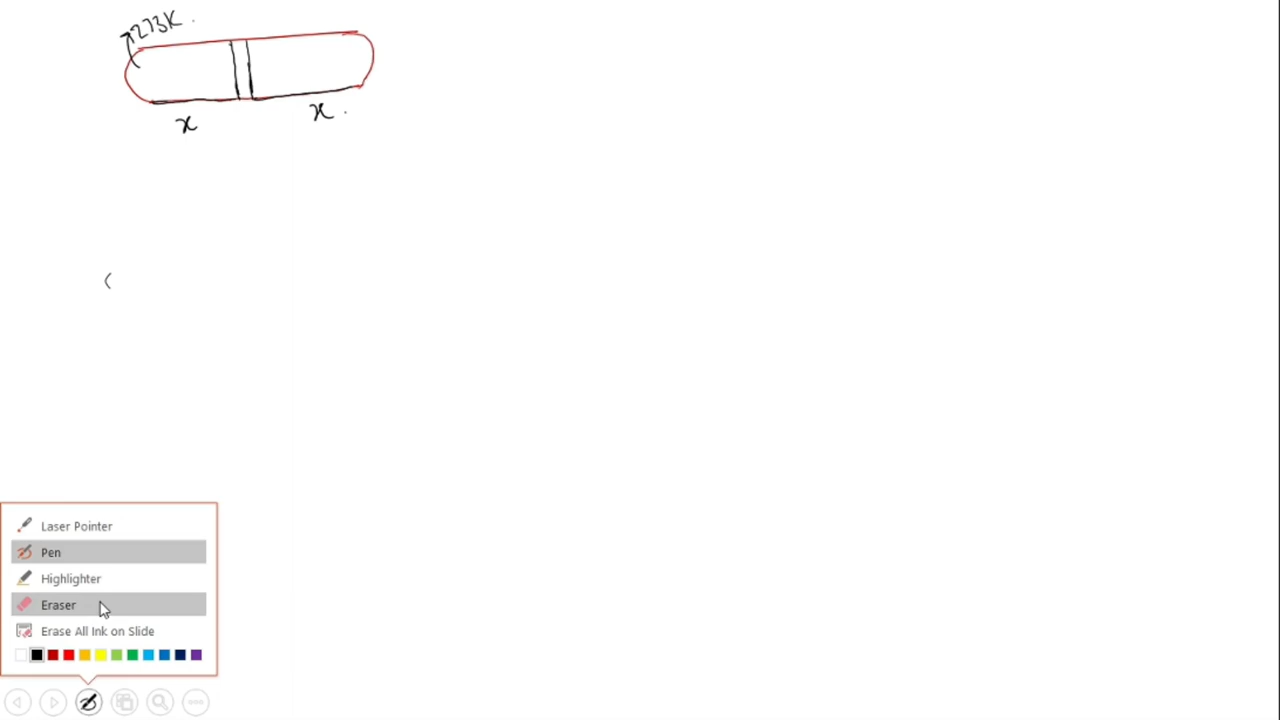 273K.
x x.
(
Laser Pointer
Pen
Highlighter
Eraser
Erase All Ink on Slide